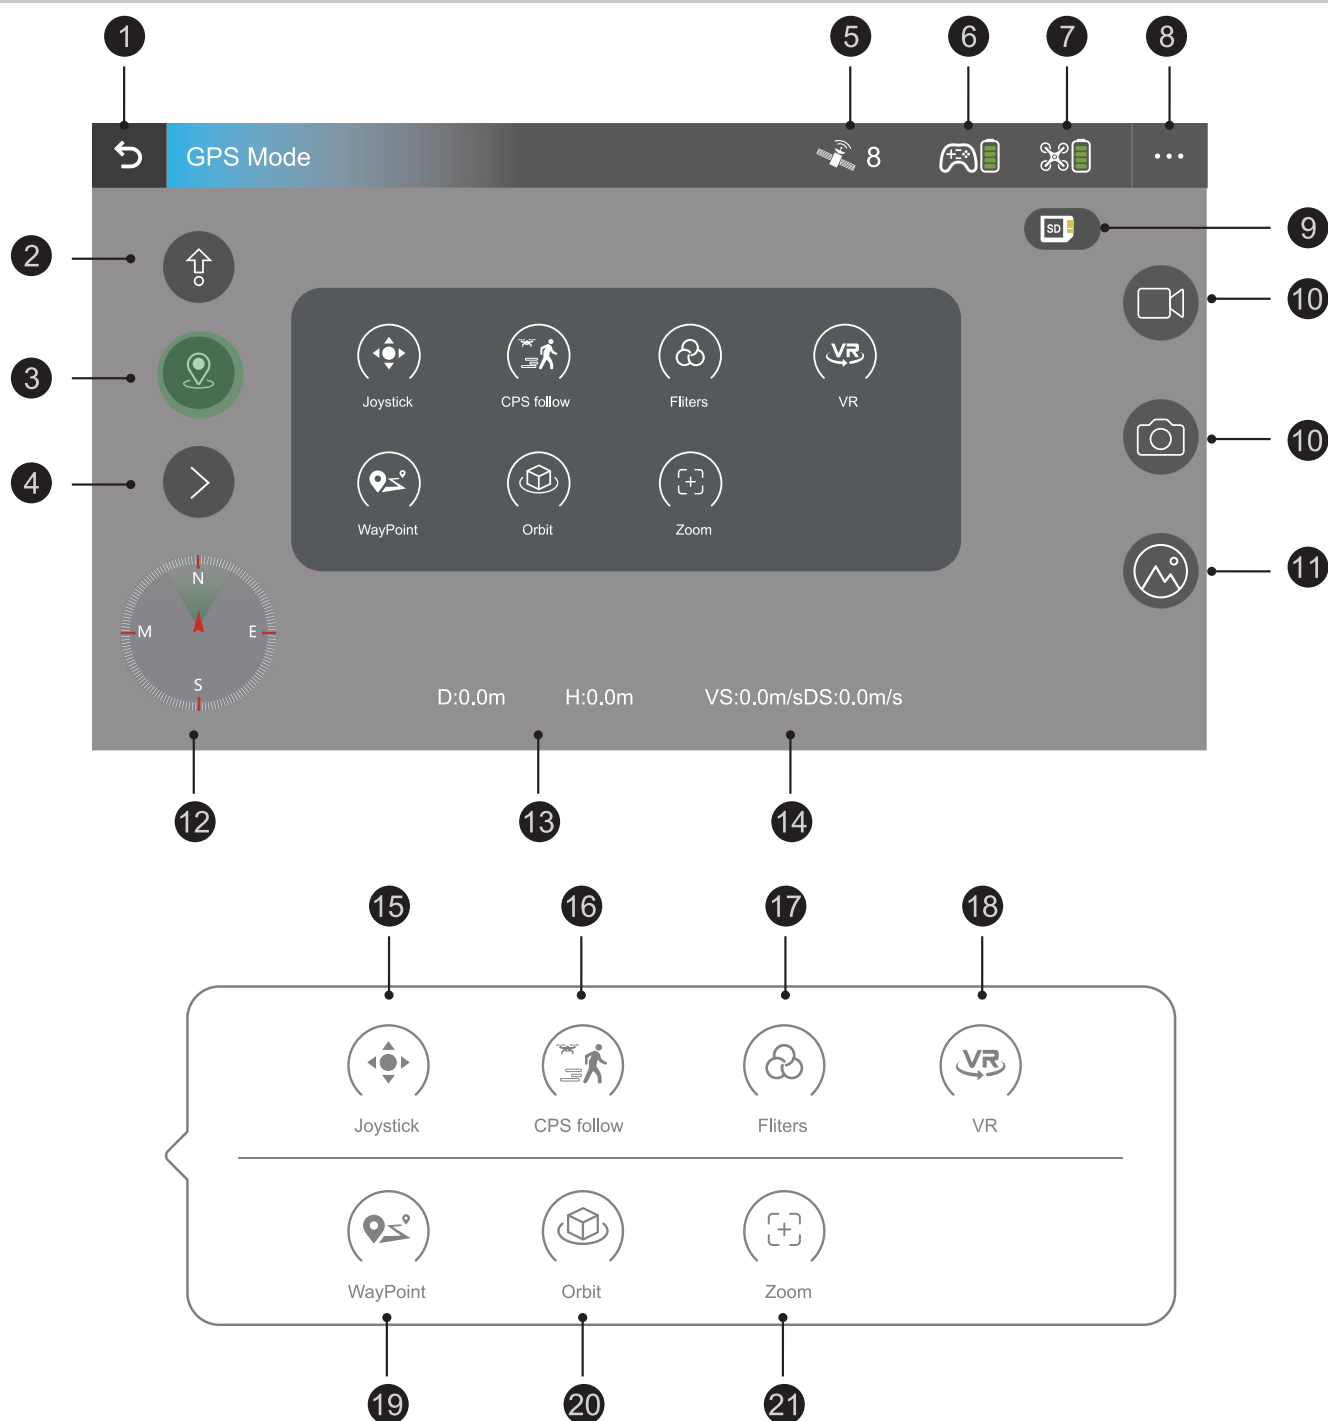 1 5 6 7 8
GPS Mode 8
SD 9
2
10
3
Joystick CPS follow Fliters VR
10
4
WayPoint Orbit Zoom
11
N
M E
S
D:0.0m H:0.0m VS:0.0m/sDS:0.0m/s
12 13 14
15 16 17 18
Joystick CPS follow Fliters VR
WayPoint Orbit Zoom
19 20 21